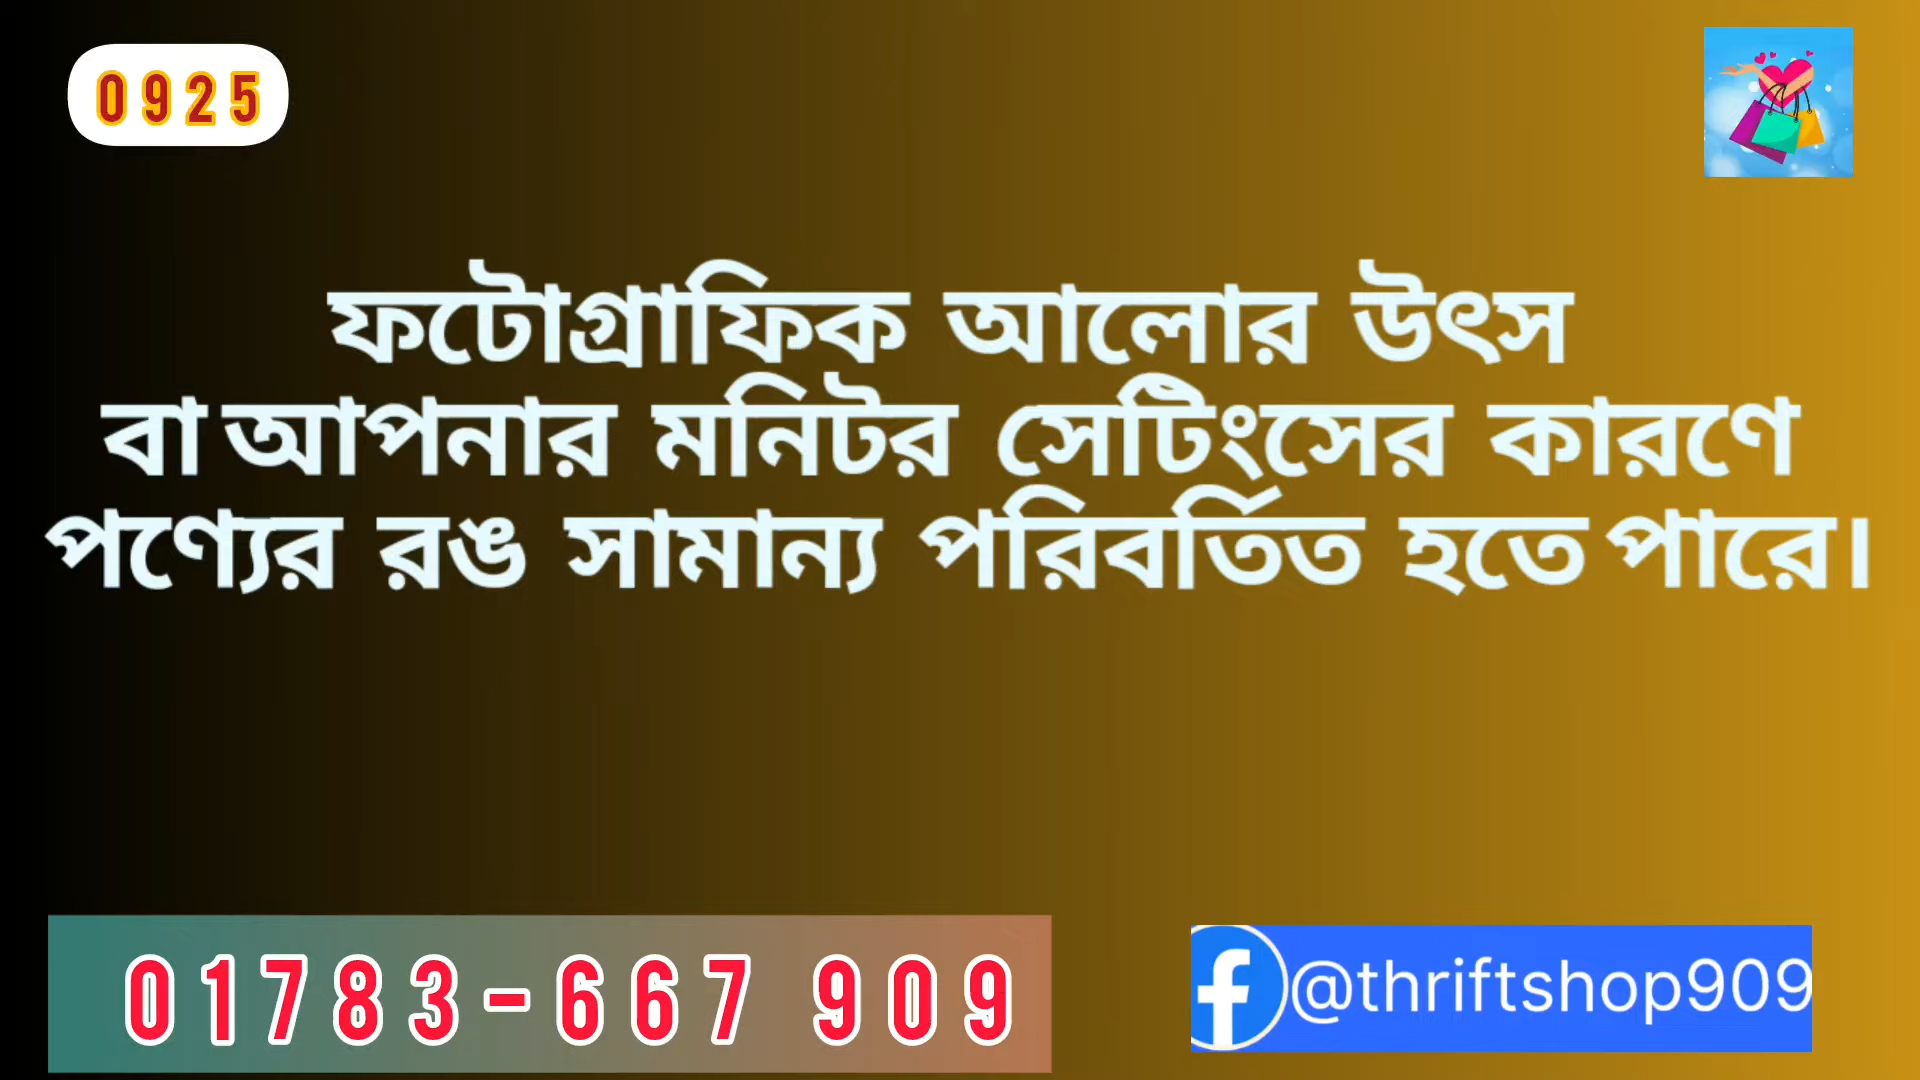 0925
ফটোগ্রাফিক আলোর উৎস
বা আপনার মনিটর সেটিংসের কারণে
পণ্যের রঙ সামান্য পরিবর্তিত হতে পারে।
01783-667 909
@thriftshop909